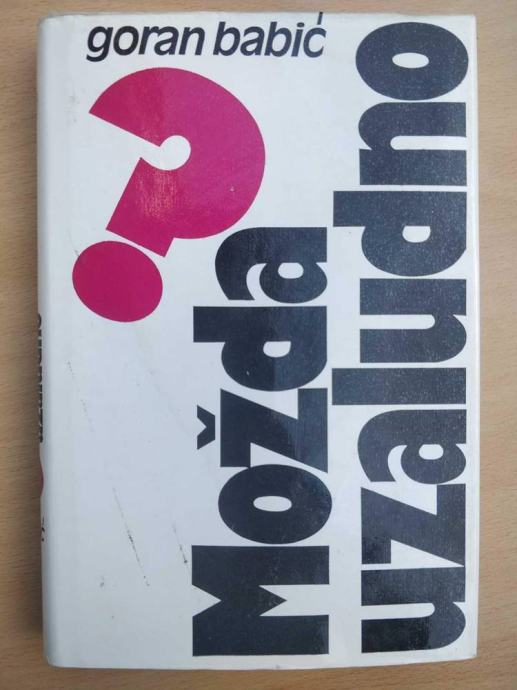 goran babić
?
Možda
uzaludno